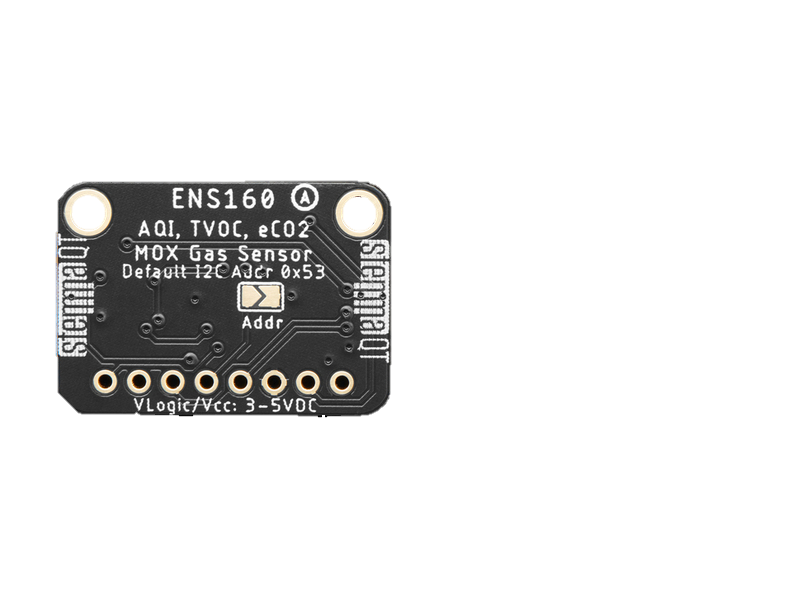 ENS160 A
AQI, TVOC, eCO2
MOX Gas Sensor
Default I2C Addr 0x53
Addr
VLogic/Vcc: 3-5VDC